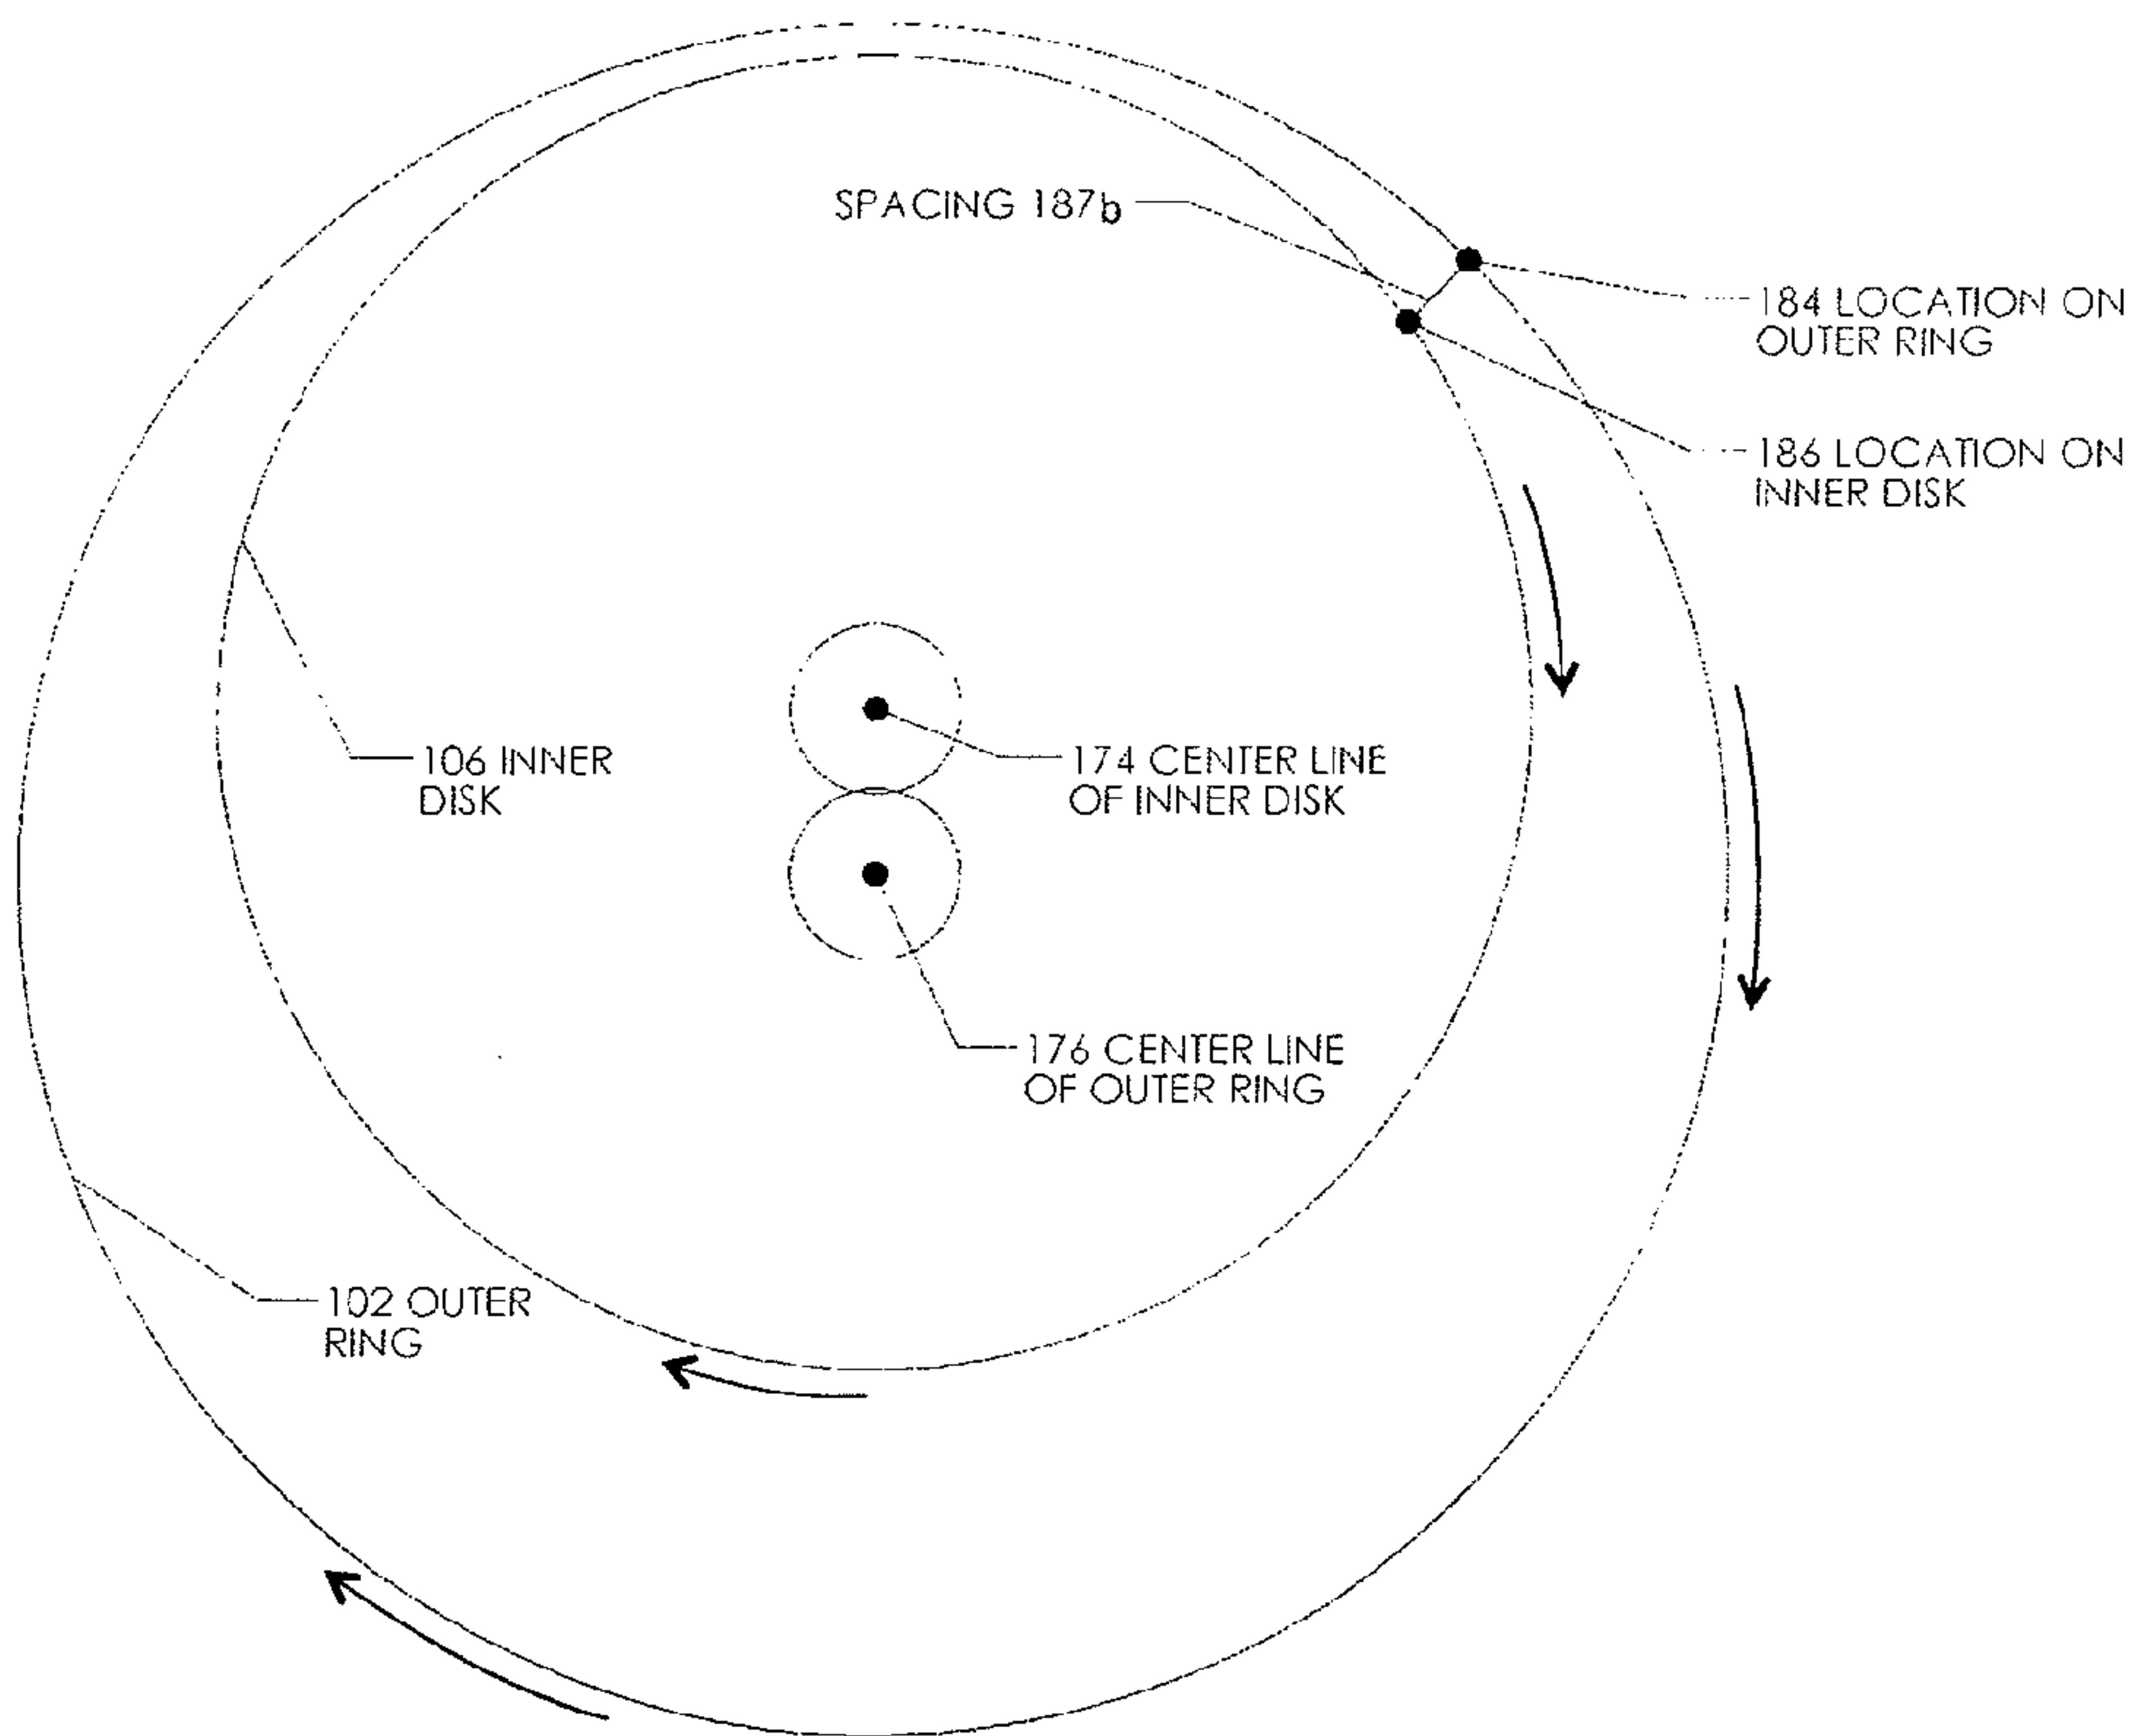 SPACING 187b
184 LOCATION ON
OUTER RING
186 LOCATION ON
INNER DISK
106 INNER
DISK
174 CENTER LINE
OF INNER DISK
176 CENTER LINE
OF OUTER RING
102 OUTER
RING